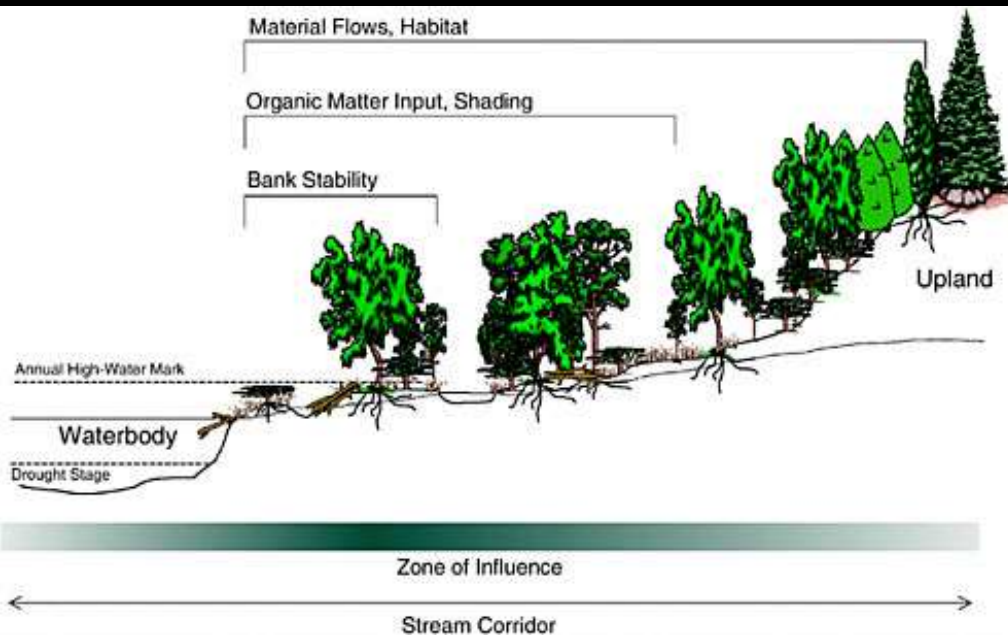 Material Flows, Habitat
Organic Matter Input, Shading
Bank Stability
Upland
Annual High-Water Mark
Waterbody
Drought Stage
Zone of Influence
Stream Corridor